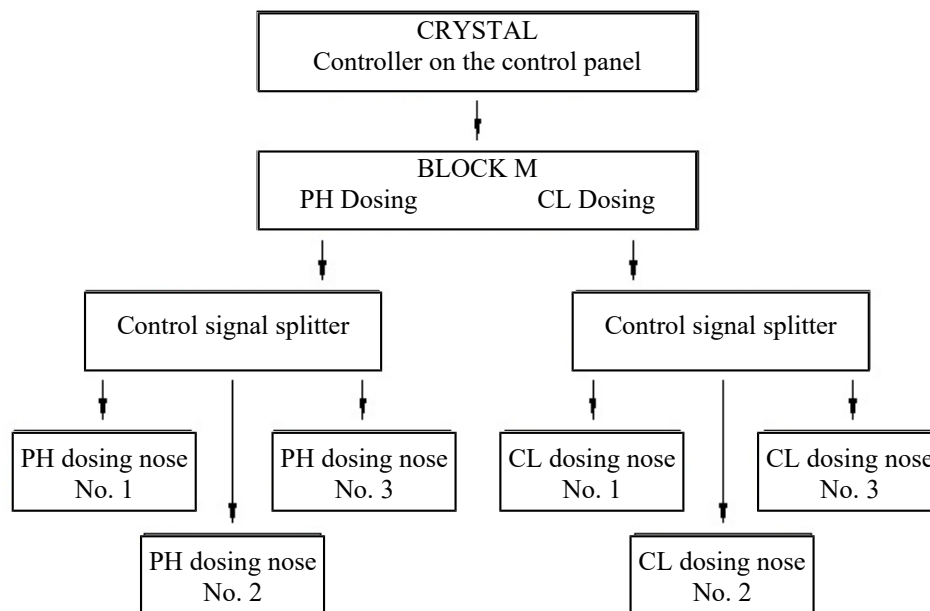 CRYSTAL
Controller on the control panel
BLOCK M
PH Dosing CL Dosing
Control signal splitter
Control signal splitter
PH dosing nose
No. 1
PH dosing nose
No. 3
CL dosing nose
No. 1
CL dosing nose
No. 3
PH dosing nose
No. 2
CL dosing nose
No. 2